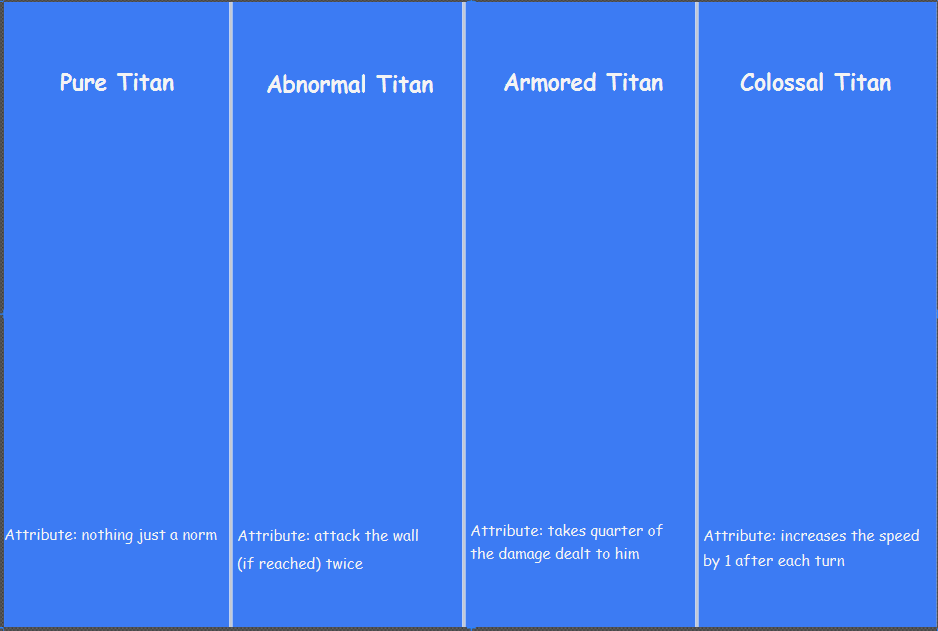 Pure Titan
Attribute: nothing just a norm
Abnormal Titan
Attribute: attack the wall
(if reached) twice
Armored Titan
Attribute: takes quarter of
the damage dealt to him
Colossal Titan
Attribute: increases the speed
by 1 after each turn